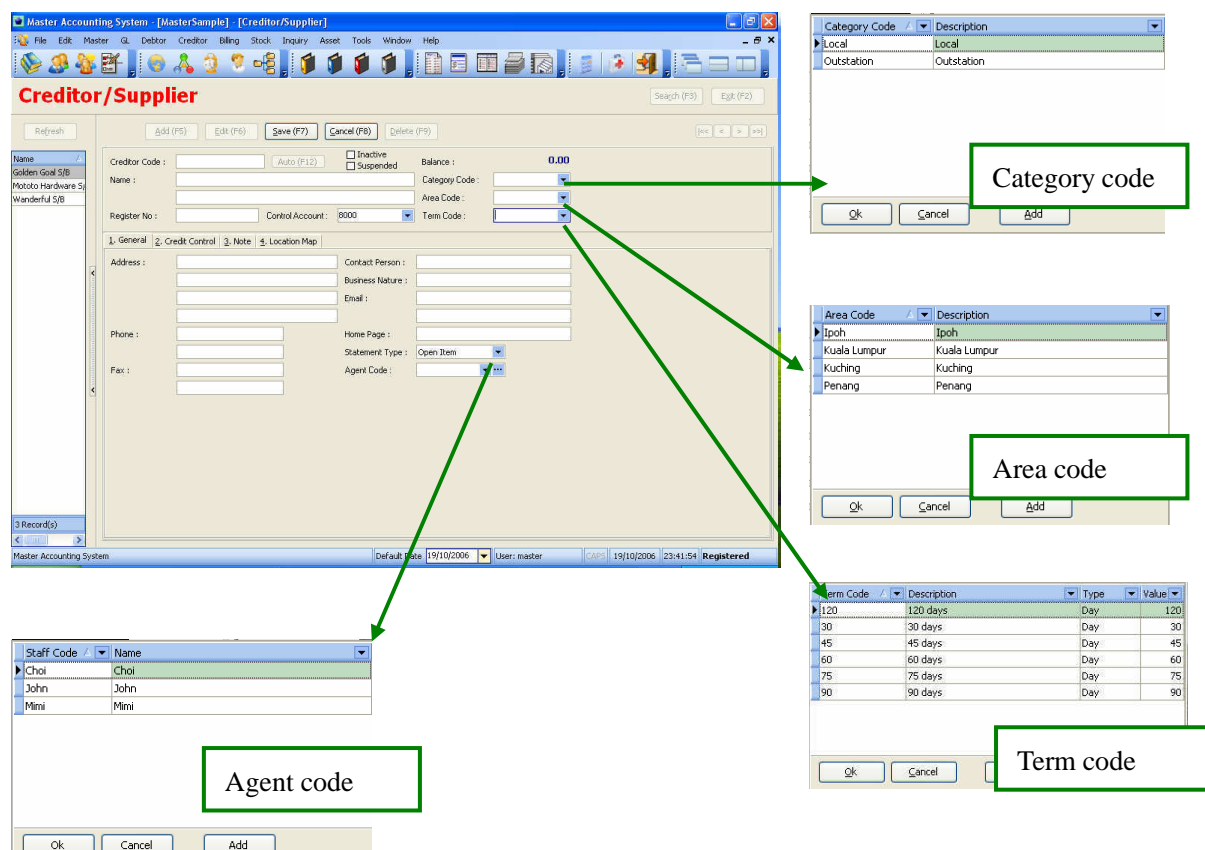 Master Accounting System - [MasterSample] - [Creditor/Supplier]
File Edit Master GL Debtor Creditor Billing Stock Inquiry Asset Tools Window Help
Creditor/Supplier
Search (F3) Exit (F2)
Refresh Add (F5) Edit (F6) Save (F7) Cancel (F8) Delete (F9) |<< < > >>|
Name
Golden Goal S/B
Mototo Hardware S/
Wanderful S/B
3 Record(s)
Creditor Code : Auto (F12) Inactive Suspended Balance : 0.00
Name : Category Code :
Area Code :
Register No : Control Account : 8000 Term Code :
1. General 2. Credit Control 3. Note 4. Location Map
Address : Contact Person :
Business Nature :
Email :
Phone : Home Page :
Statement Type : Open Item
Fax : Agent Code :
Master Accounting System Default Date 19/10/2006 User: master CAPS 19/10/2006 23:41:54 Registered
Category Code Description
Local Local
Outstation Outstation
Category code
Ok Cancel Add
Area Code Description
Ipoh Ipoh
Kuala Lumpur Kuala Lumpur
Kuching Kuching
Penang Penang
Area code
Ok Cancel Add
Term Code Description Type Value
120 120 days Day 120
30 30 days Day 30
45 45 days Day 45
60 60 days Day 60
75 75 days Day 75
90 90 days Day 90
Term code
Ok Cancel
Staff Code Name
Choi Choi
John John
Mimi Mimi
Agent code
Ok Cancel Add